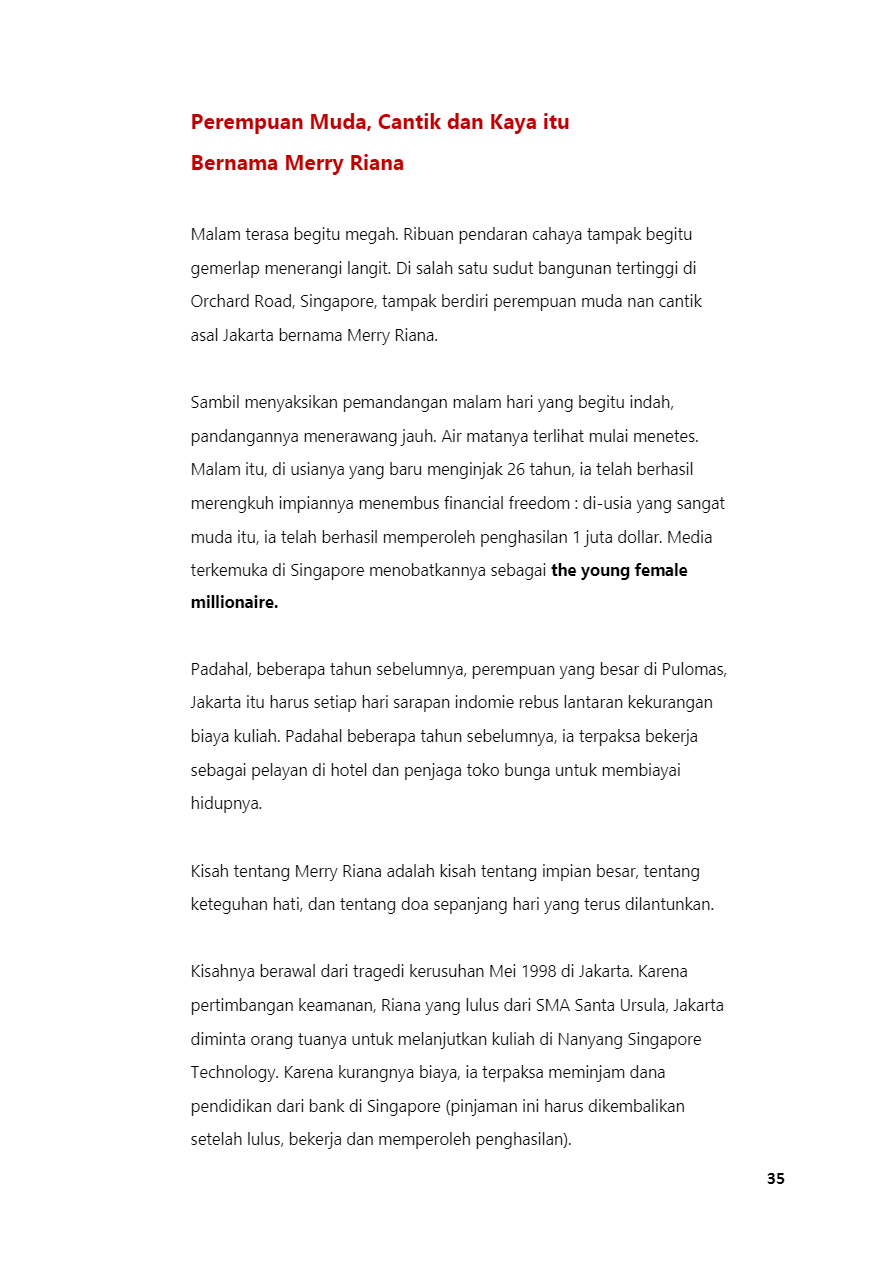 Perempuan Muda, Cantik dan Kaya itu
Bernama Merry Riana
Malam terasa begitu megah. Ribuan pendaran cahaya tampak begitu
gemerlap menerangi langit. Di salah satu sudut bangunan tertinggi di
Orchard Road, Singapore, tampak berdiri perempuan muda nan cantik
asal Jakarta bernama Merry Riana.
Sambil menyaksikan pemandangan malam hari yang begitu indah,
pandangannya menerawang jauh. Air matanya terlihat mulai menetes.
Malam itu, di usianya yang baru menginjak 26 tahun, ia telah berhasil
merengkuh impiannya menembus financial freedom : di-usia yang sangat
muda itu, ia telah berhasil memperoleh penghasilan 1 juta dollar. Media
terkemuka di Singapore menobatkannya sebagai the young female
millionaire.
Padahal, beberapa tahun sebelumnya, perempuan yang besar di Pulomas,
Jakarta itu harus setiap hari sarapan indomie rebus lantaran kekurangan
biaya kuliah. Padahal beberapa tahun sebelumnya, ia terpaksa bekerja
sebagai pelayan di hotel dan penjaga toko bunga untuk membiayai
hidupnya.
Kisah tentang Merry Riana adalah kisah tentang impian besar, tentang
keteguhan hati, dan tentang doa sepanjang hari yang terus dilantunkan.
Kisahnya berawal dari tragedi kerusuhan Mei 1998 di Jakarta. Karena
pertimbangan keamanan, Riana yang lulus dari SMA Santa Ursula, Jakarta
diminta orang tuanya untuk melanjutkan kuliah di Nanyang Singapore
Technology. Karena kurangnya biaya, ia terpaksa meminjam dana
pendidikan dari bank di Singapore (pinjaman ini harus dikembalikan
setelah lulus, bekerja dan memperoleh penghasilan).
35